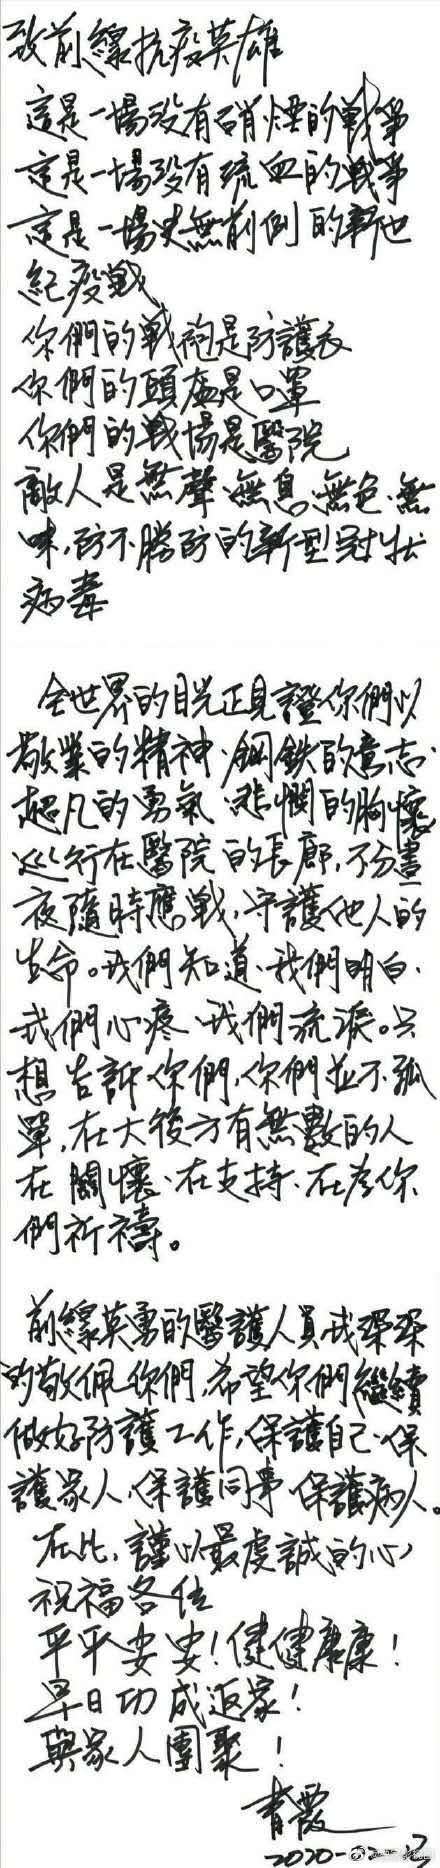 致前線抗疫英雄
這是一場沒有硝煙的戰爭
這是一場沒有流血的戰爭
這是一場史無前例的新世
紀疫戰
你們的戰袍是防護衣
你們的頭盔是口罩
你們的戰場是醫院
敵人是無聲、無息、無色、無
味,防不勝防的新型冠狀
病毒
全世界的目光正見證你們以
敬業的精神、鋼鐵的意志、
超凡的勇氣、悲憫的胸懷
巡行在醫院的長廊,不分晝
夜隨時應戰,守護他人的
生命。我們知道、我們明白、
我們心疼、我們流淚。只
想告訴你們,你們並不孤
單,在大後方有無數的人
在關懷、在支持、在為你
們祈禱。
前線英勇的醫護人員我深深
的敬佩你們,希望你們繼續
做好防護工作,保護自己、保
護家人、保護同事、保護病人。
在此,謹以最虔誠的心
祝福各位
平平安安!健健康康!
早日功成返家!
與家人團聚!
青霞
2020-02-